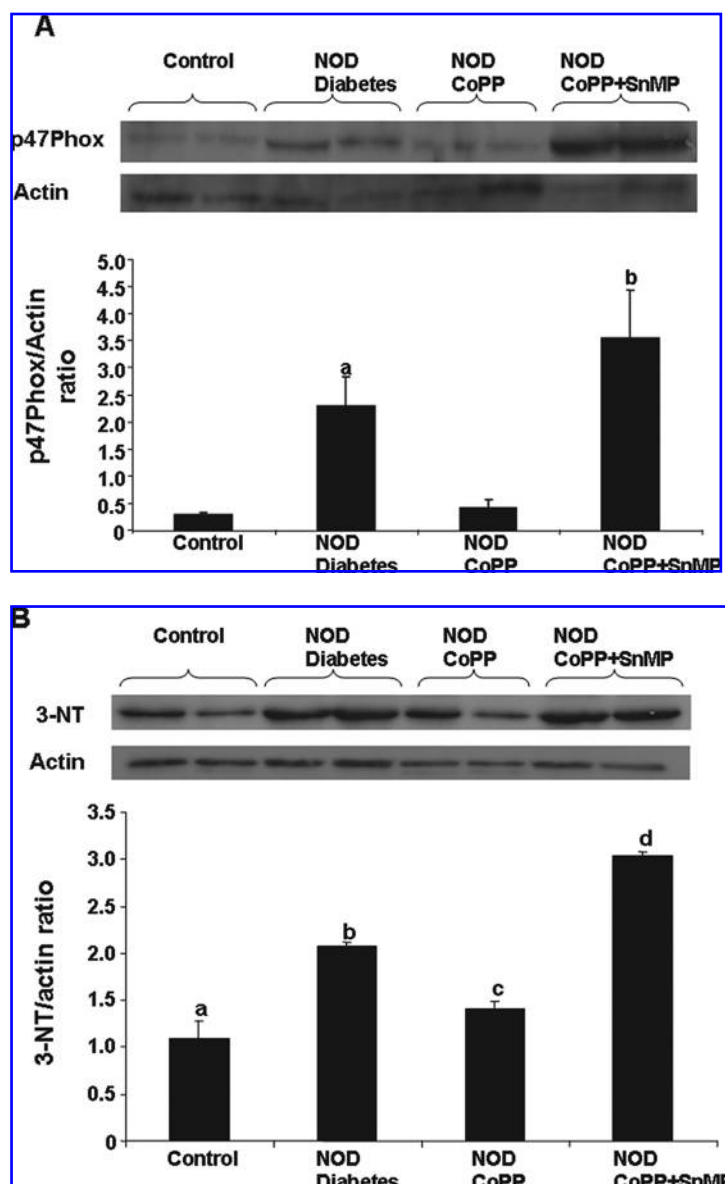 A
Control NOD NOD NOD
Diabetes CoPP CoPP+SnMP
p47Phox
Actin
5.0
4.5
4.0
3.5
3.0
2.5
2.0
1.5
1.0
0.5
0
p47Phox/Actin
ratio
a
b
Control NOD NOD NOD
Diabetes CoPP CoPP+SnMP
B
Control NOD NOD NOD
Diabetes CoPP CoPP+SnMP
3-NT
Actin
3.5
3.0
2.5
2.0
1.5
1.0
0.5
0
3-NT/actin ratio
a
b
c
d
Control NOD NOD NOD
Diabetes CoPP CoPP+SnMP